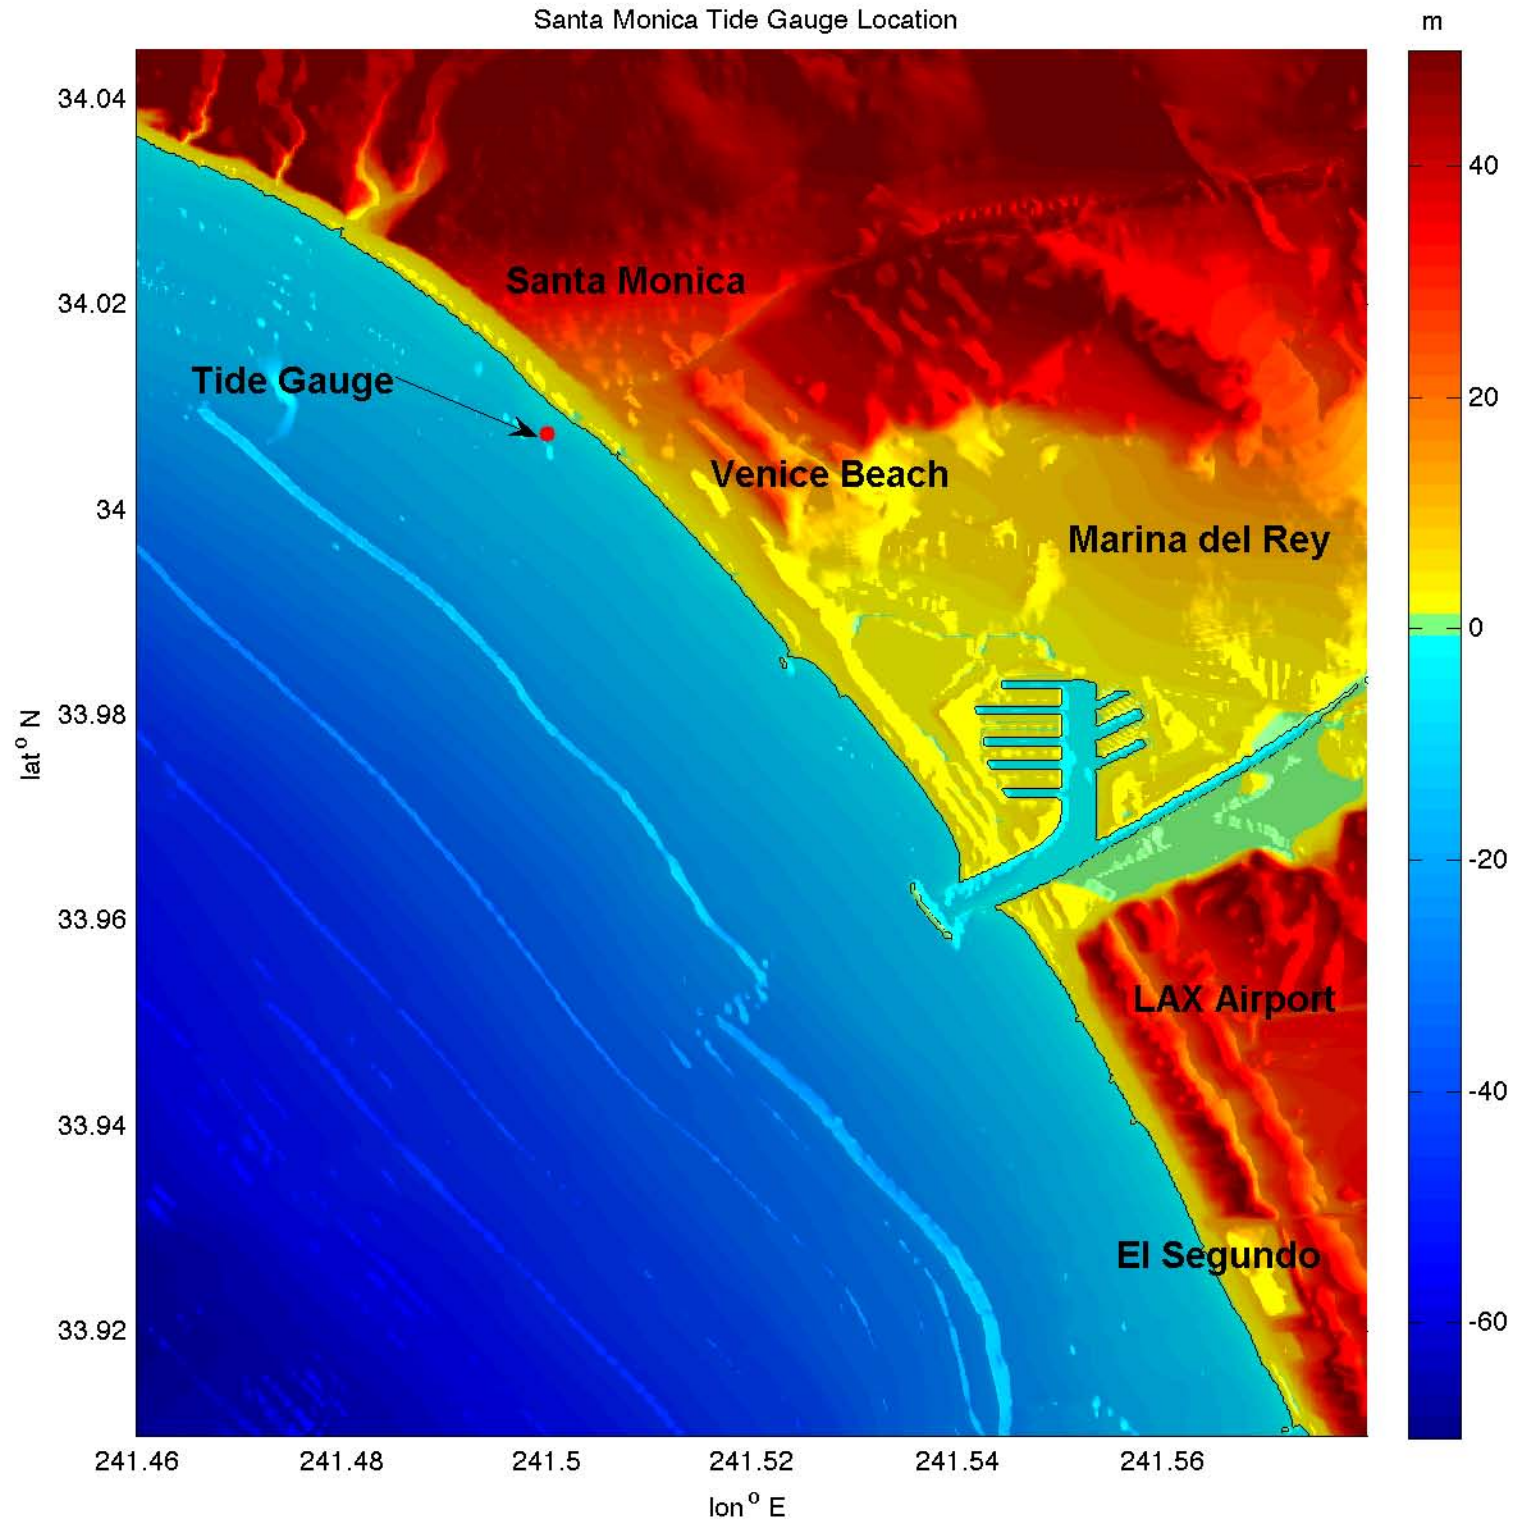 Santa Monica Tide Gauge Location
m
34.04
34.02
34
33.98
33.96
33.94
33.92
lat° N
Santa Monica
Tide Gauge
Venice Beach
Marina del Rey
LAX Airport
El Segundo
40
20
0
-20
-40
-60
241.46 241.48 241.5 241.52 241.54 241.56
lon° E